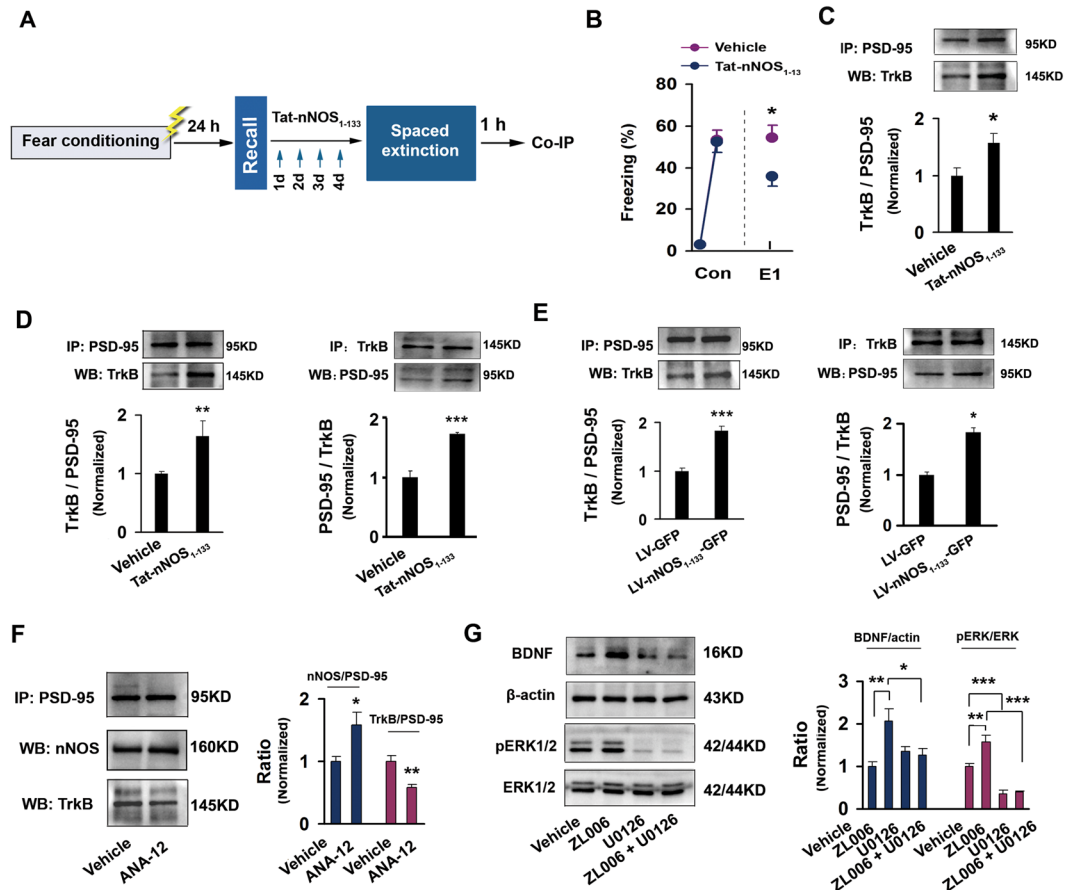 A
Fear conditioning
24 h
Recall
Tat-nNOS1-133
1d
2d
3d
4d
Spaced
extinction
1 h
Co-IP
B
Vehicle
Tat-nNOS1-13
Freezing (%)
80
60
40
20
0
*
Con
E1
C
IP: PSD-95
95KD
WB: TrkB
145KD
TrkB / PSD-95
(Normalized)
2
1
0
*
Vehicle
Tat-nNOS1-133
D
IP: PSD-95
95KD
WB: TrkB
145KD
TrkB / PSD-95
(Normalized)
2
1
0
**
Vehicle
Tat-nNOS1-133
IP: TrkB
145KD
WB: PSD-95
95KD
PSD-95 / TrkB
(Normalized)
2
1
0
***
Vehicle
Tat-nNOS1-133
E
IP: PSD-95
95KD
WB: TrkB
145KD
TrkB / PSD-95
(Normalized)
2
1
0
***
LV-GFP
LV-nNOS1-133-GFP
IP: TrkB
145KD
WB: PSD-95
95KD
PSD-95 / TrkB
(Normalized)
2
1
0
*
LV-GFP
LV-nNOS1-133-GFP
F
IP: PSD-95
95KD
WB: nNOS
160KD
WB: TrkB
145KD
Vehicle
ANA-12
nNOS/PSD-95
TrkB/PSD-95
Ratio
(Normalized)
2
1
0
*
**
Vehicle
ANA-12
Vehicle
ANA-12
G
BDNF
16KD
β-actin
43KD
pERK1/2
42/44KD
ERK1/2
42/44KD
Vehicle
ZL006
U0126
ZL006 + U0126
BDNF/actin
pERK/ERK
Ratio
(Normalized)
3
2
1
0
**
*
***
**
***
Vehicle
ZL006
U0126
ZL006 + U0126
Vehicle
ZL006
U0126
ZL006 + U0126